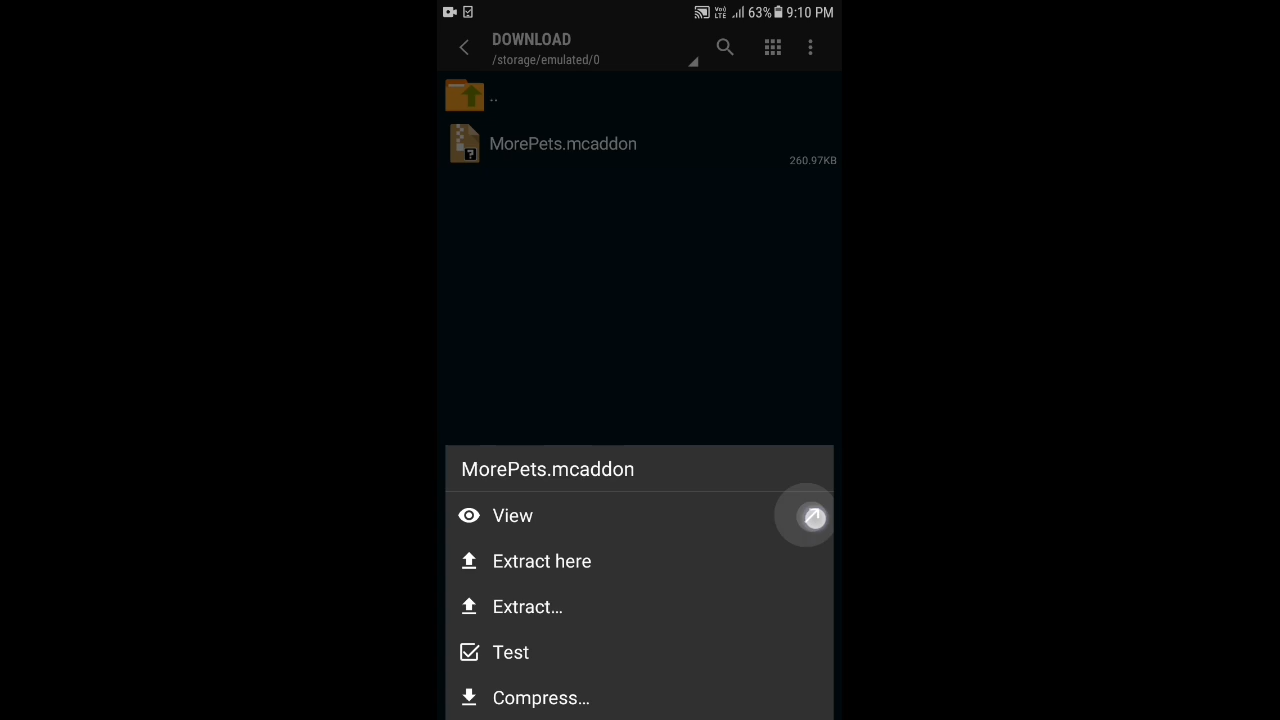 63% 9:10 PM
DOWNLOAD
/storage/emulated/0
..
MorePets.mcaddon
260.97KB
MorePets.mcaddon
View
Extract here
Extract...
Test
Compress...